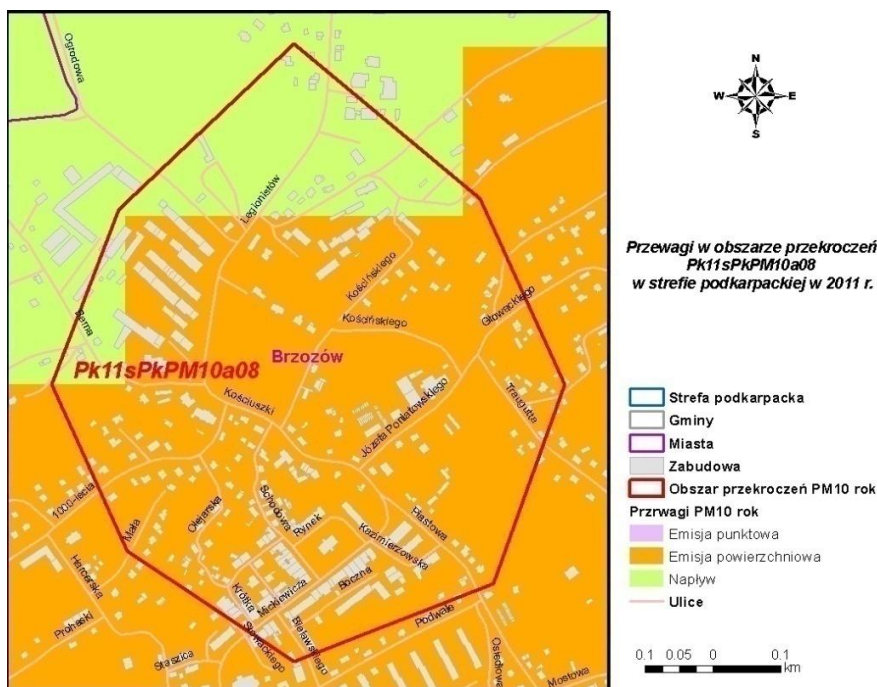 Ogrodowa
Legionistów
Kościńskiego
Kościńskiego
Głowackiego
Bema
Brzozów
Pk11sPkPM10a08
Kościuszki
Józefa Poniatowskiego
Traugutta
1000-lecia
Mała
Olejarska
Schodowa
Rynek
Kazimierzowska
Piastowa
Harcerska
Prohaski
Krótka
Mickiewicza
Boczna
Słowackiego
Bielawskiego
Podwale
Staszica
Osiedlowa
Mostowa
N
W E
S
Przewagi w obszarze przekroczeń
Pk11sPkPM10a08
w strefie podkarpackiej w 2011 r.
Strefa podkarpacka
Gminy
Miasta
Zabudowa
Obszar przekroczeń PM10 rok
Przrwagi PM10 rok
Emisja punktowa
Emisja powierzchniowa
Napływ
Ulice
0.1 0.05 0 0.1
km